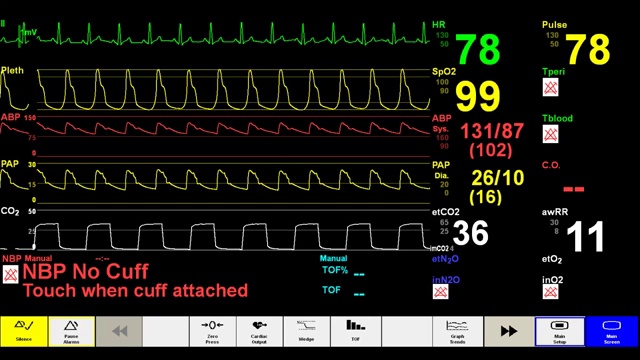 II
1mV
HR
130
50
78
Pulse
130
50
78
Pleth
SpO2
100
90
99
Tperi
ABP 150
75
0
ABP
Sys.
160
90
131/87
(102)
Tblood
PAP 30
15
0
PAP
Dia.
20
0
26/10
(16)
C.O.
--
CO2 50
25
0
etCO2
65
25
imCO2 4
36
awRR
30
8
11
NBP Manual --:--
NBP No Cuff
Touch when cuff attached
Manual
TOF% --
TOF --
etN2O
inN2O
etO2
inO2
Silence
Pause Alarms
Zero Press
Cardiac Output
Wedge
TOF
Graph Trends
Main Setup
Main Screen